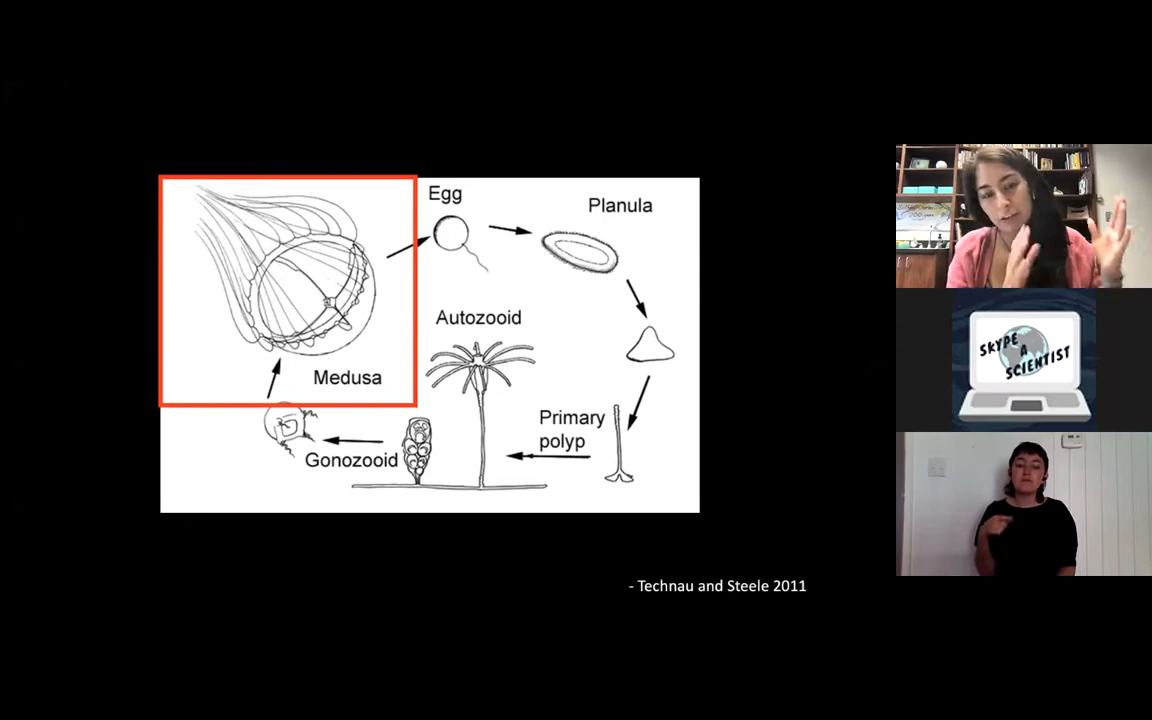 Egg
Planula
Autozooid
Medusa
Primary
polyp
Gonozooid
- Technau and Steele 2011
SKYPE
A
SCIENTIST